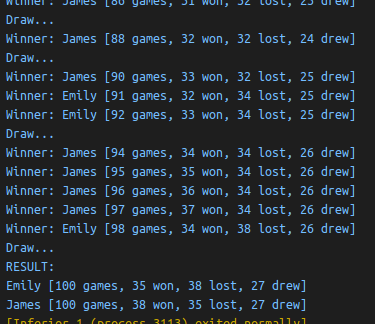 Winner: James [86 games, 31 won, 32 lost, 23 drew]
Draw...
Winner: James [88 games, 32 won, 32 lost, 24 drew]
Draw...
Winner: James [90 games, 33 won, 32 lost, 25 drew]
Winner: Emily [91 games, 32 won, 34 lost, 25 drew]
Winner: Emily [92 games, 33 won, 34 lost, 25 drew]
Draw...
Winner: James [94 games, 34 won, 34 lost, 26 drew]
Winner: James [95 games, 35 won, 34 lost, 26 drew]
Winner: James [96 games, 36 won, 34 lost, 26 drew]
Winner: James [97 games, 37 won, 34 lost, 26 drew]
Winner: Emily [98 games, 34 won, 38 lost, 26 drew]
Draw...
RESULT:
Emily [100 games, 35 won, 38 lost, 27 drew]
James [100 games, 38 won, 35 lost, 27 drew]
[Inferior 1 (process 3113) exited normally]